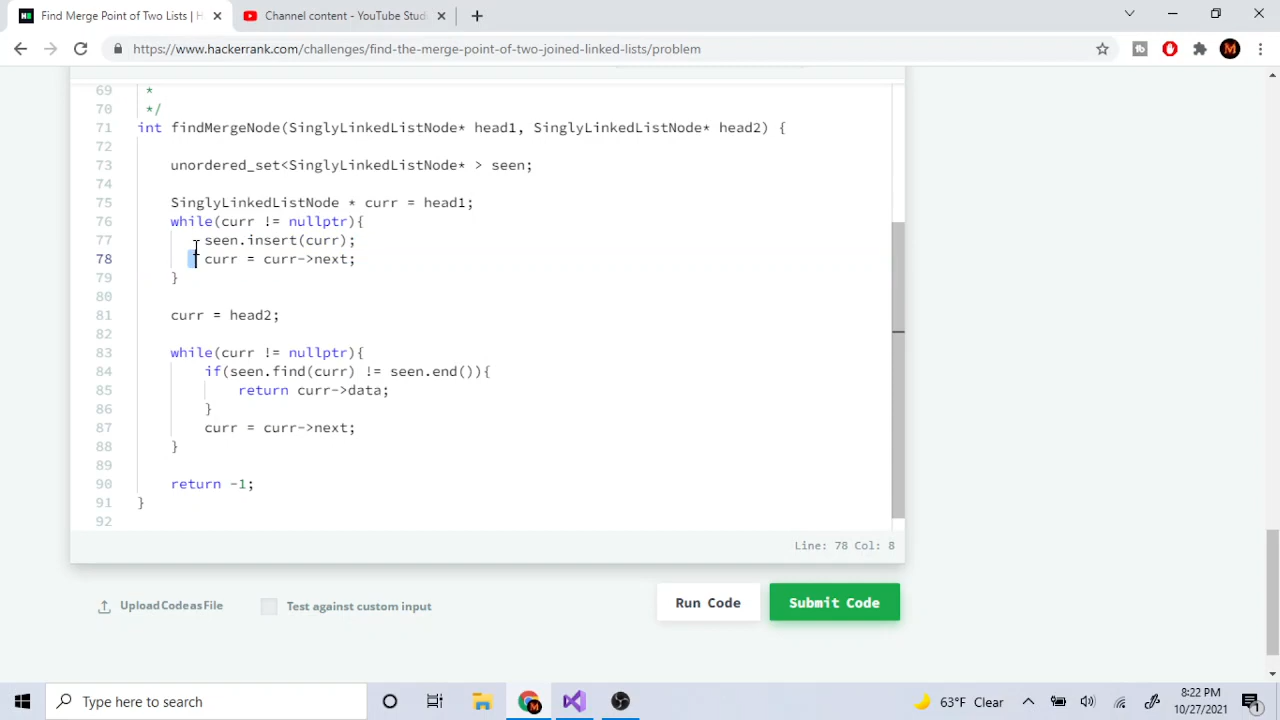 Find Merge Point of Two Lists | H
Channel content - YouTube Stud
https://www.hackerrank.com/challenges/find-the-merge-point-of-two-joined-linked-lists/problem
69 *
70 */
71 int findMergeNode(SinglyLinkedListNode* head1, SinglyLinkedListNode* head2) {
72
73 unordered_set<SinglyLinkedListNode* > seen;
74
75 SinglyLinkedListNode * curr = head1;
76 while(curr != nullptr){
77 seen.insert(curr);
78 curr = curr->next;
79 }
80
81 curr = head2;
82
83 while(curr != nullptr){
84 if(seen.find(curr) != seen.end()){
85 return curr->data;
86 }
87 curr = curr->next;
88 }
89
90 return -1;
91 }
92
Line: 78 Col: 8
Upload Code as File
Test against custom input
Run Code
Submit Code
Type here to search
63°F Clear
8:22 PM
10/27/2021